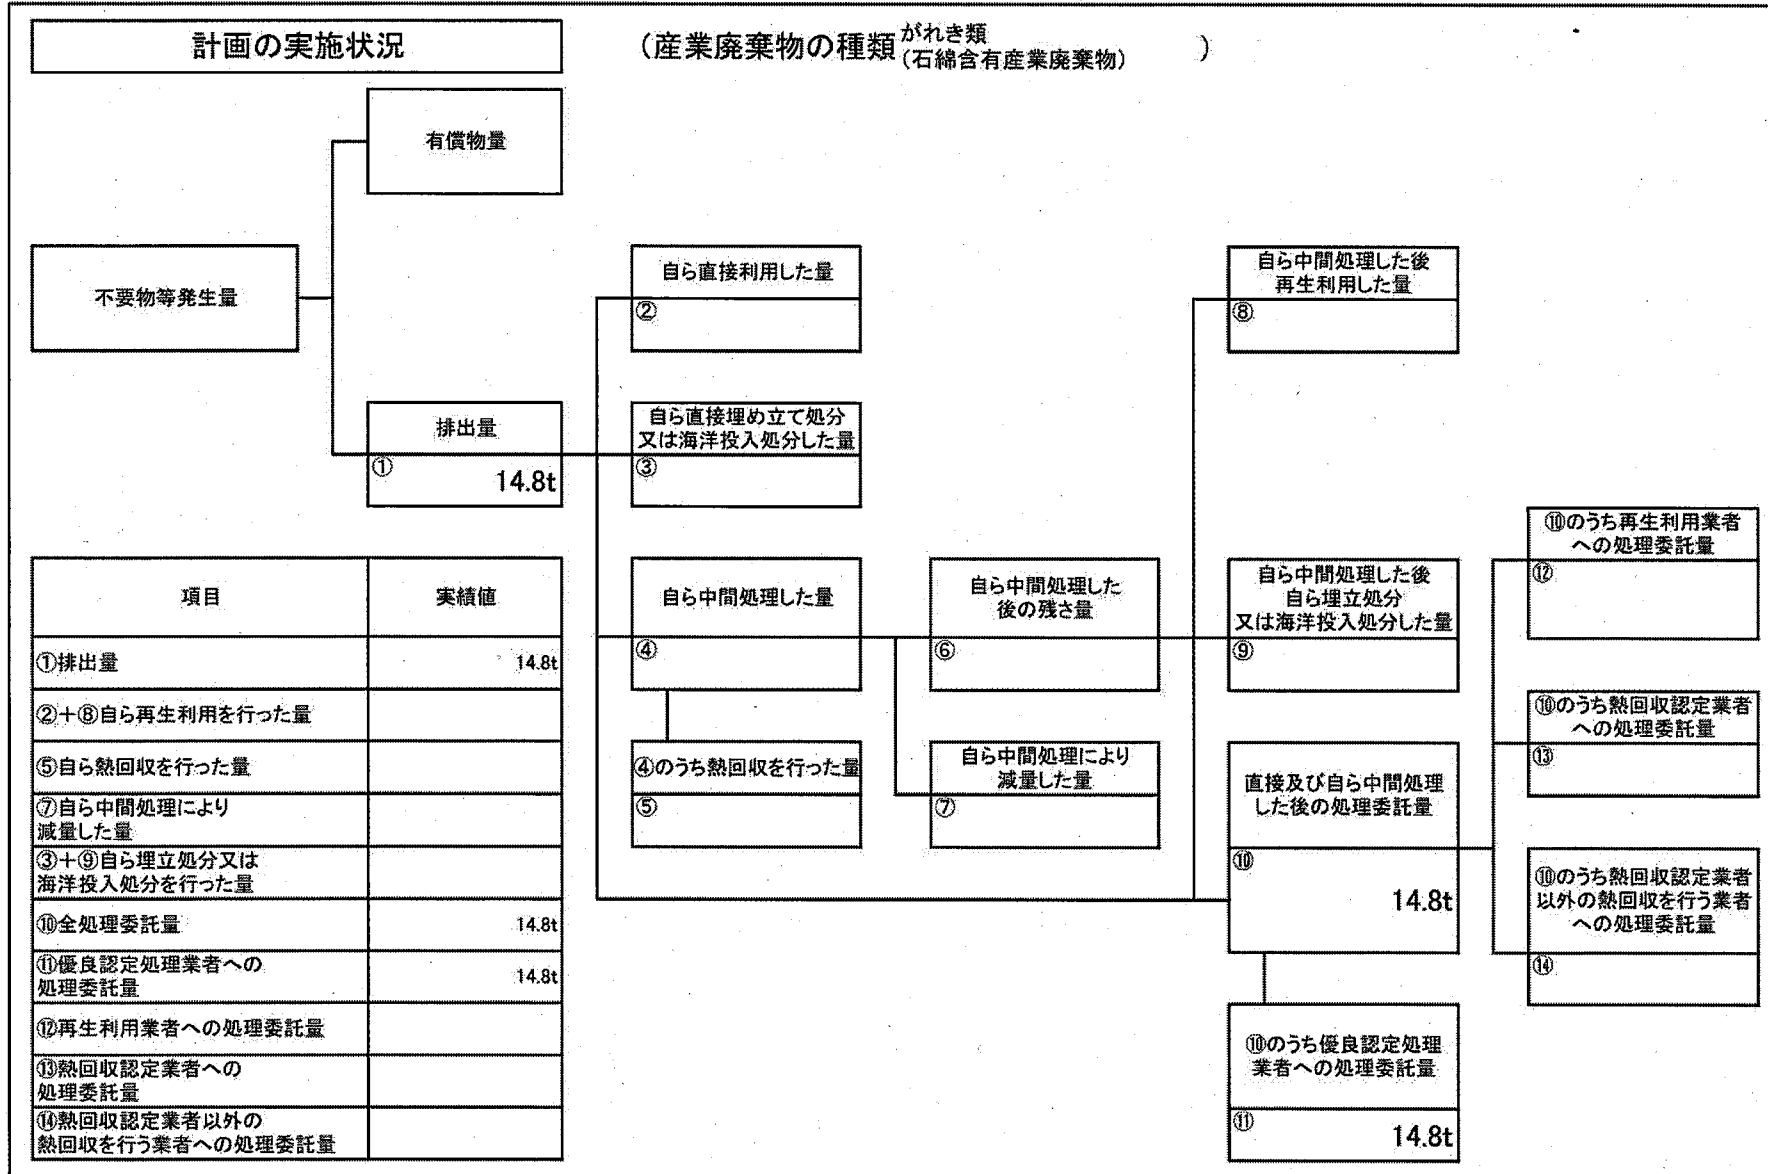 計画の実施状況
(産業廃棄物の種類 がれき類
(石綿含有産業廃棄物) )
有償物量
不要物等発生量
排出量
① 14.8t
自ら直接利用した量
②
自ら直接埋め立て処分
又は海洋投入処分した量
③
自ら中間処理した量
④
④のうち熱回収を行った量
⑤
自ら中間処理した
後の残さ量
⑥
自ら中間処理により
減量した量
⑦
自ら中間処理した後
再生利用した量
⑧
自ら中間処理した後
自ら埋立処分
又は海洋投入処分した量
⑨
直接及び自ら中間処理
した後の処理委託量
⑩
14.8t
⑩のうち優良認定処理
業者への処理委託量
⑪
14.8t
⑩のうち再生利用業者
への処理委託量
⑫
⑩のうち熱回収認定業者
への処理委託量
⑬
⑩のうち熱回収認定業者
以外の熱回収を行う業者
への処理委託量
⑭
項目 実績値
①排出量 14.8t
②+⑧自ら再生利用を行った量
⑤自ら熱回収を行った量
⑦自ら中間処理により
減量した量
③+⑨自ら埋立処分又は
海洋投入処分を行った量
⑩全処理委託量 14.8t
⑪優良認定処理業者への
処理委託量 14.8t
⑫再生利用業者への処理委託量
⑬熱回収認定業者への
処理委託量
⑭熱回収認定業者以外の
熱回収を行う業者への処理委託量